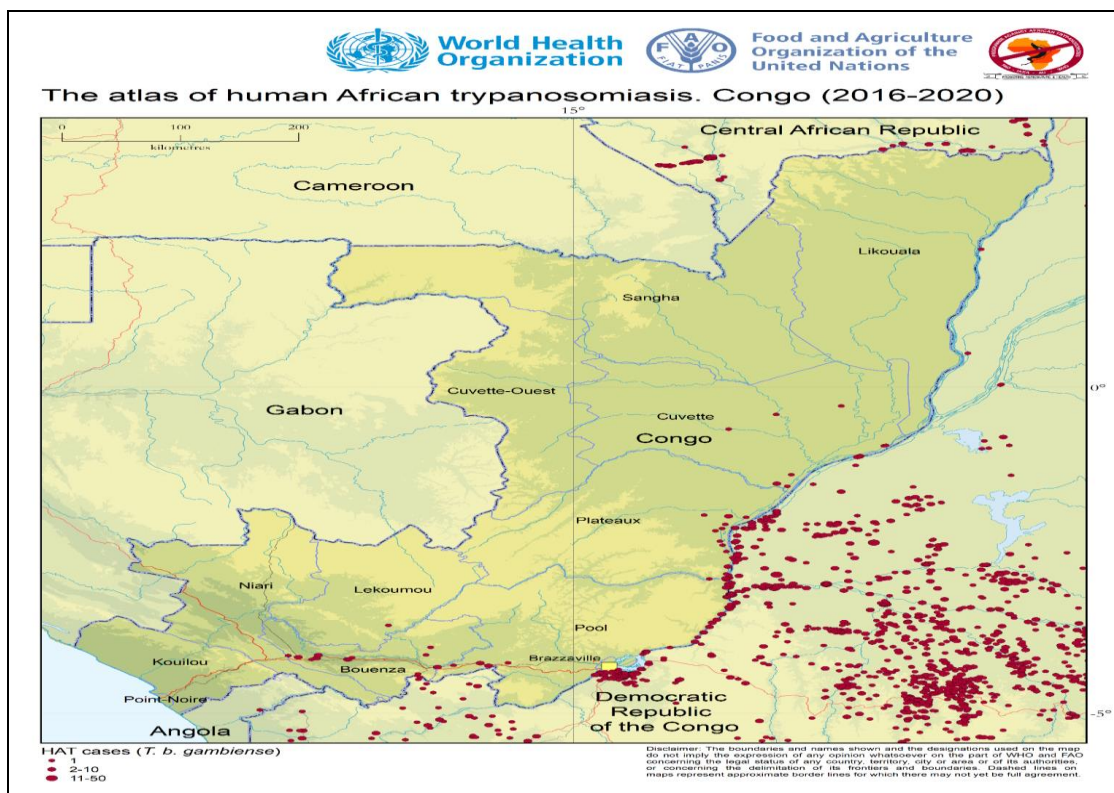 World Health
Organization
F A O
FIAT PANIS
Food and Agriculture
Organization of the
United Nations
The atlas of human African trypanosomiasis. Congo (2016-2020)
15°
0 100 200
kilometres
Central African Republic
Cameroon
Likouala
Sangha
Cuvette-Ouest
0°
Gabon
Cuvette
Congo
Plateaux
Niari
Lekoumou
Pool
Kouilou
Bouenza
Brazzaville
Point-Noire
Democratic
Republic
of the Congo
Angola
-5°
HAT cases (T. b. gambiense)
1
2-10
11-50
Disclaimer: The boundaries and names shown and the designations used on the map
do not imply the expression of any opinion whatsoever on the part of WHO and FAO
concerning the legal status of any country, territory, city or area or of its authorities,
or concerning the delimitation of its frontiers and boundaries. Dashed lines on
maps represent approximate border lines for which there may not yet be full agreement.